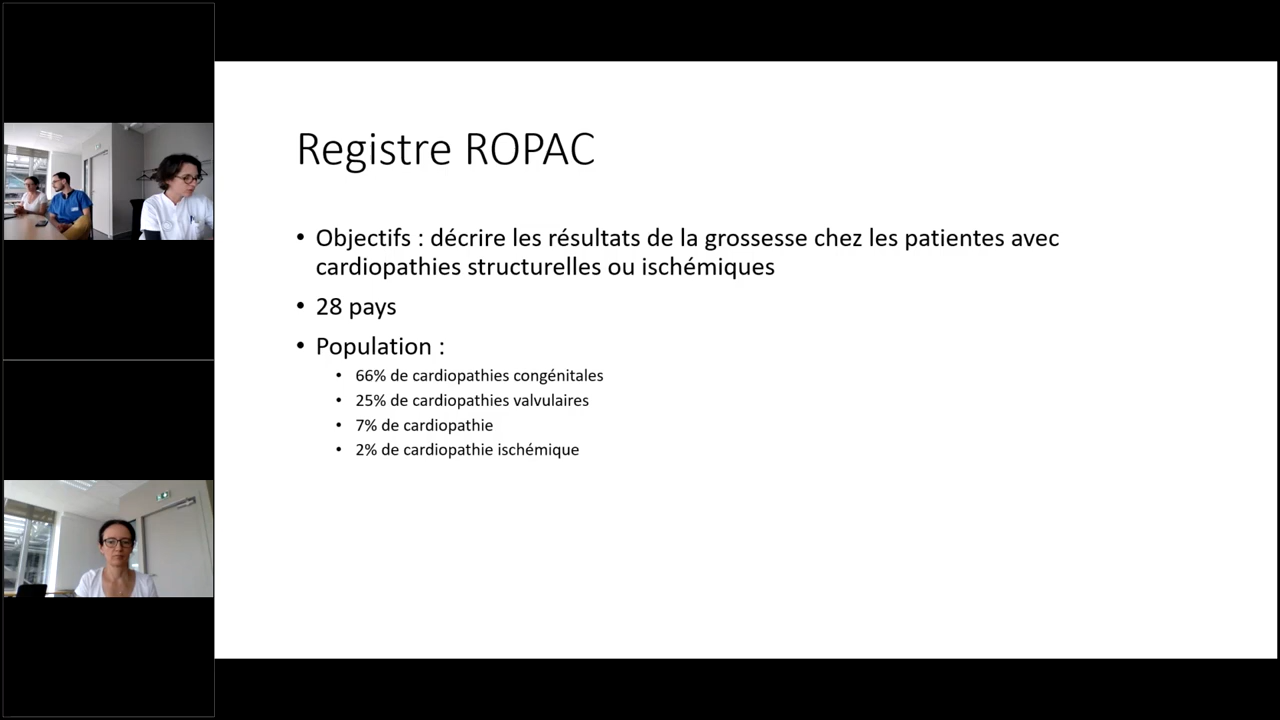 Registre ROPAC
• Objectifs : décrire les résultats de la grossesse chez les patientes avec
cardiopathies structurelles ou ischémiques
• 28 pays
• Population :
• 66% de cardiopathies congénitales
• 25% de cardiopathies valvulaires
• 7% de cardiopathie
• 2% de cardiopathie ischémique